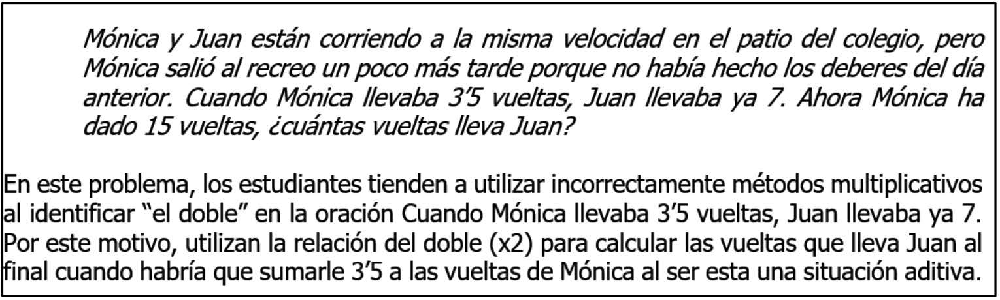 Mónica y Juan están corriendo a la misma velocidad en el patio del colegio, pero
Mónica salió al recreo un poco más tarde porque no había hecho los deberes del día
anterior. Cuando Mónica llevaba 3’5 vueltas, Juan llevaba ya 7. Ahora Mónica ha
dado 15 vueltas, ¿cuántas vueltas lleva Juan?
En este problema, los estudiantes tienden a utilizar incorrectamente métodos multiplicativos
al identificar “el doble” en la oración Cuando Mónica llevaba 3’5 vueltas, Juan llevaba ya 7.
Por este motivo, utilizan la relación del doble (x2) para calcular las vueltas que lleva Juan al
final cuando habría que sumarle 3’5 a las vueltas de Mónica al ser esta una situación aditiva.